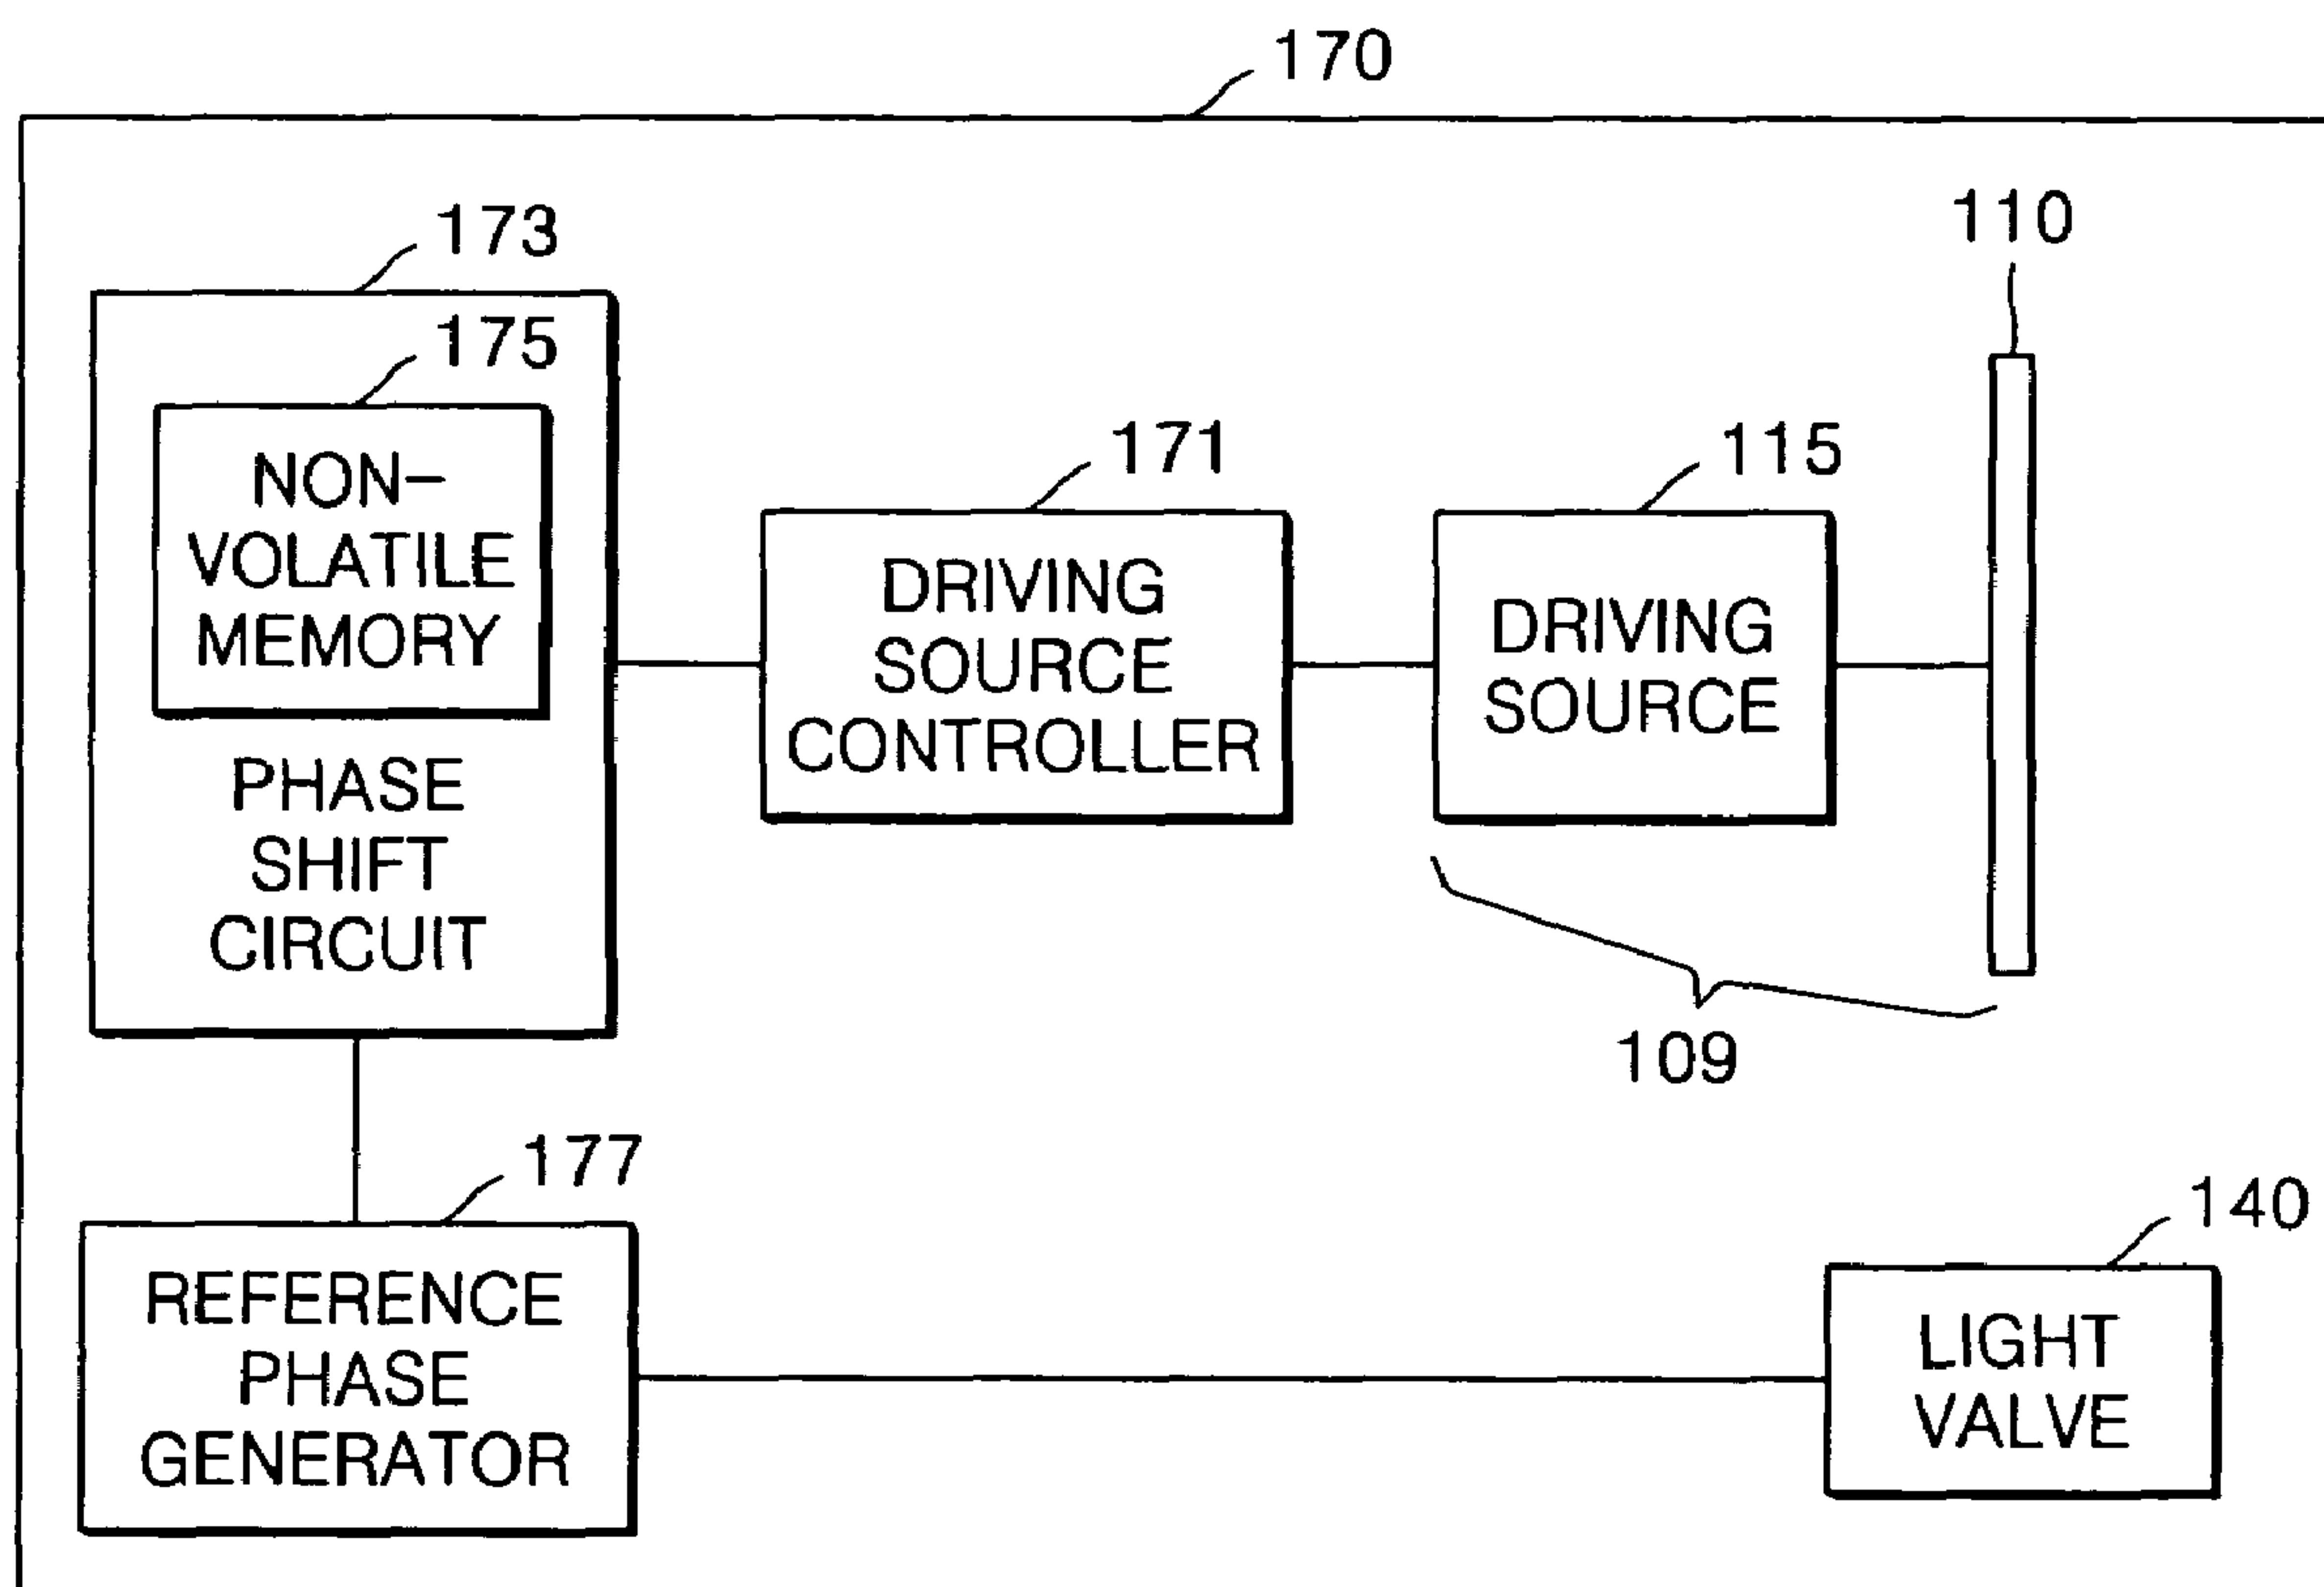 170
173
110
175
NON-
VOLATILE
MEMORY
PHASE
SHIFT
CIRCUIT
171
DRIVING
SOURCE
CONTROLLER
115
DRIVING
SOURCE
109
177
REFERENCE
PHASE
GENERATOR
140
LIGHT
VALVE